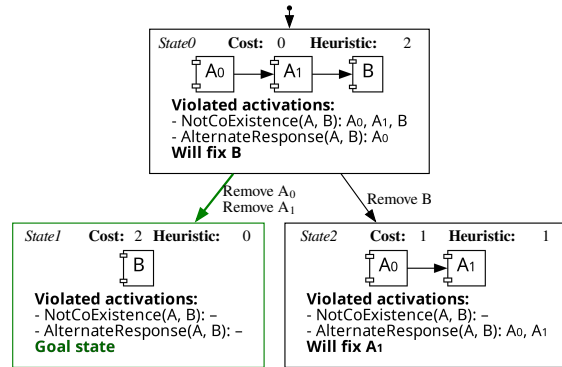 State0 Cost: 0 Heuristic: 2
A0 A1 B
Violated activations:
- NotCoExistence(A, B): A0, A1, B
- AlternateResponse(A, B): A0
Will fix B
Remove A0
Remove A1
Remove B
State1 Cost: 2 Heuristic: 0
B
Violated activations:
- NotCoExistence(A, B): –
- AlternateResponse(A, B): –
Goal state
State2 Cost: 1 Heuristic: 1
A0 A1
Violated activations:
- NotCoExistence(A, B): –
- AlternateResponse(A, B): A0, A1
Will fix A1